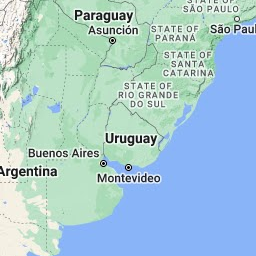 STATE OF
SÃO PAULO
Paraguay
Asunción
São Paulo
STATE OF
PARANÁ
STATE OF
SANTA
CATARINA
STATE OF
RIO GRANDE
DO SUL
Uruguay
Buenos Aires
Argentina
Montevideo